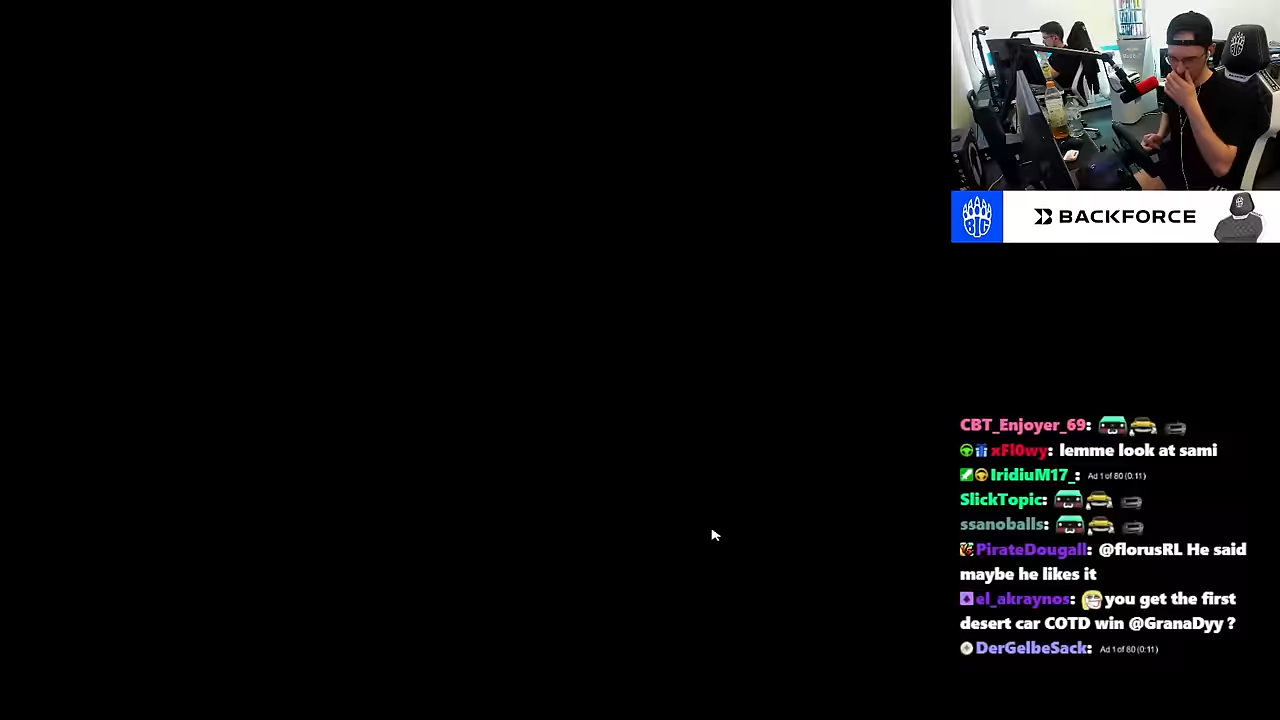 BIG
BACKFORCE
CBT_Enjoyer_69:
xFl0wy: lemme look at sami
IridiuM17_: Ad 1 of 80 (0:11)
SlickTopic:
ssanoballs:
PirateDougall: @florusRL He said
maybe he likes it
el_akraynos: you get the first
desert car COTD win @GranaDyy ?
DerGelbeSack: Ad 1 of 80 (0:11)